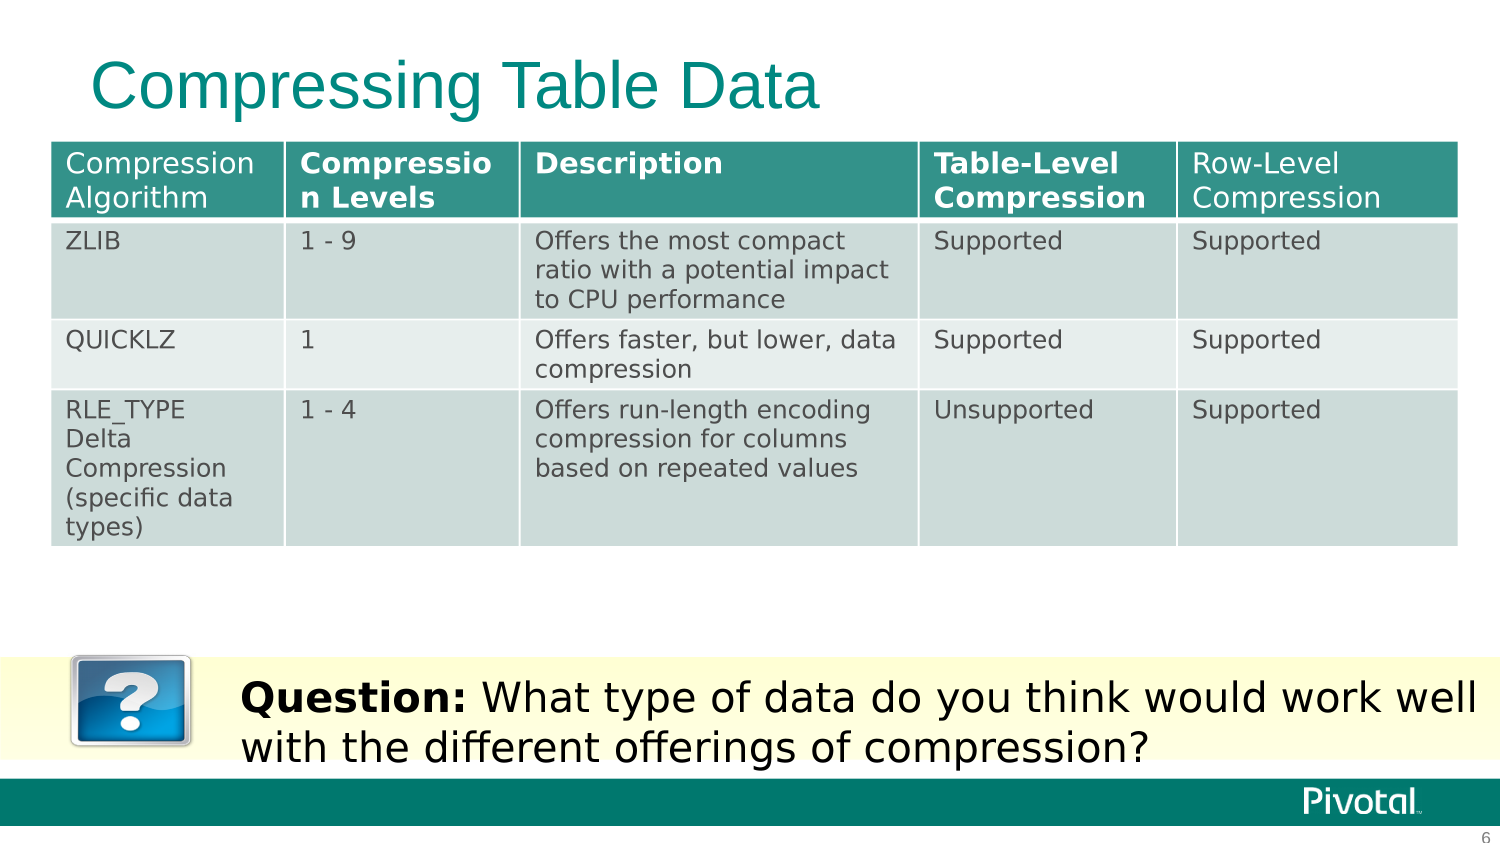 Compressing Table Data
Compression
Algorithm
Compressio
n Levels
Description
Table-Level
Compression
Row-Level
Compression
ZLIB
1 - 9
Offers the most compact
ratio with a potential impact
to CPU performance
Supported
Supported
QUICKLZ
1
Offers faster, but lower, data
compression
Supported
Supported
RLE_TYPE
Delta
Compression
(specific data
types)
1 - 4
Offers run-length encoding
compression for columns
based on repeated values
Unsupported
Supported
?
Question: What type of data do you think would work well
with the different offerings of compression?
Pivotal™
6